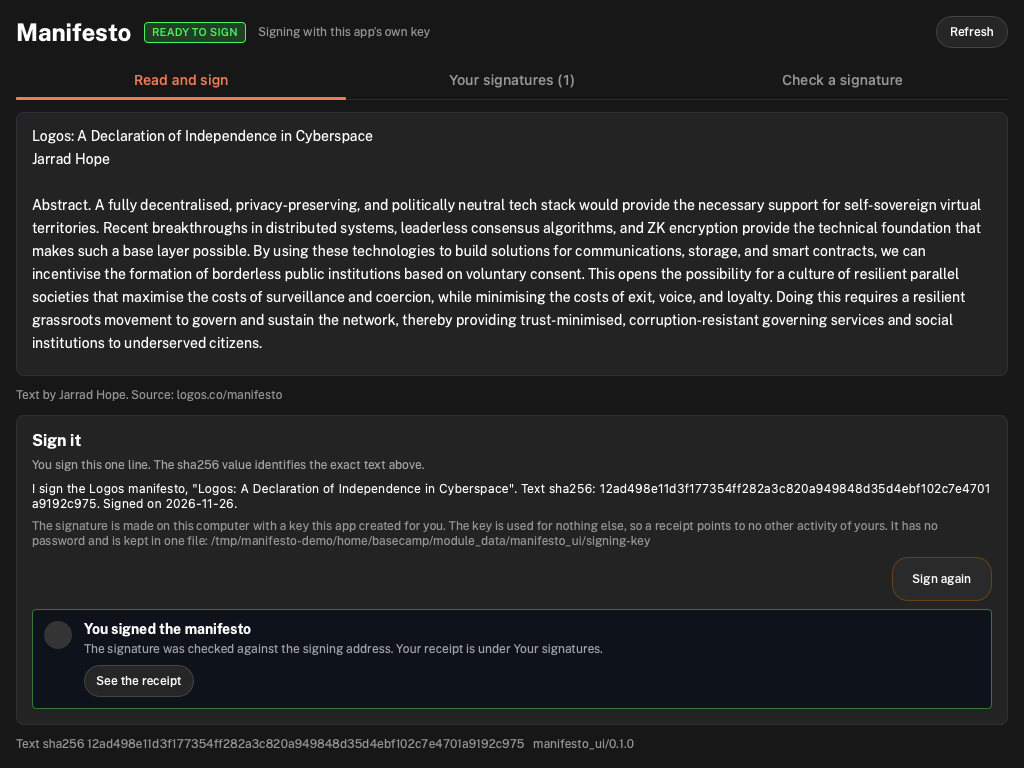 Manifesto
READY TO SIGN
Signing with this app's own key
Refresh
Read and sign
Your signatures (1)
Check a signature
Logos: A Declaration of Independence in Cyberspace
Jarrad Hope
Abstract. A fully decentralised, privacy-preserving, and politically neutral tech stack would provide the necessary support for self-sovereign virtual
territories. Recent breakthroughs in distributed systems, leaderless consensus algorithms, and ZK encryption provide the technical foundation that
makes such a base layer possible. By using these technologies to build solutions for communications, storage, and smart contracts, we can
incentivise the formation of borderless public institutions based on voluntary consent. This opens the possibility for a culture of resilient parallel
societies that maximise the costs of surveillance and coercion, while minimising the costs of exit, voice, and loyalty. Doing this requires a resilient
grassroots movement to govern and sustain the network, thereby providing trust-minimised, corruption-resistant governing services and social
institutions to underserved citizens.
Text by Jarrad Hope. Source: logos.co/manifesto
Sign it
You sign this one line. The sha256 value identifies the exact text above.
I sign the Logos manifesto, "Logos: A Declaration of Independence in Cyberspace". Text sha256: 12ad498e11d3f177354ff282a3c820a949848d35d4ebf102c7e4701
a9192c975. Signed on 2026-11-26.
The signature is made on this computer with a key this app created for you. The key is used for nothing else, so a receipt points to no other activity of yours. It has no
password and is kept in one file: /tmp/manifesto-demo/home/basecamp/module_data/manifesto_ui/signing-key
Sign again
You signed the manifesto
The signature was checked against the signing address. Your receipt is under Your signatures.
See the receipt
Text sha256 12ad498e11d3f177354ff282a3c820a949848d35d4ebf102c7e4701a9192c975 manifesto_ui/0.1.0